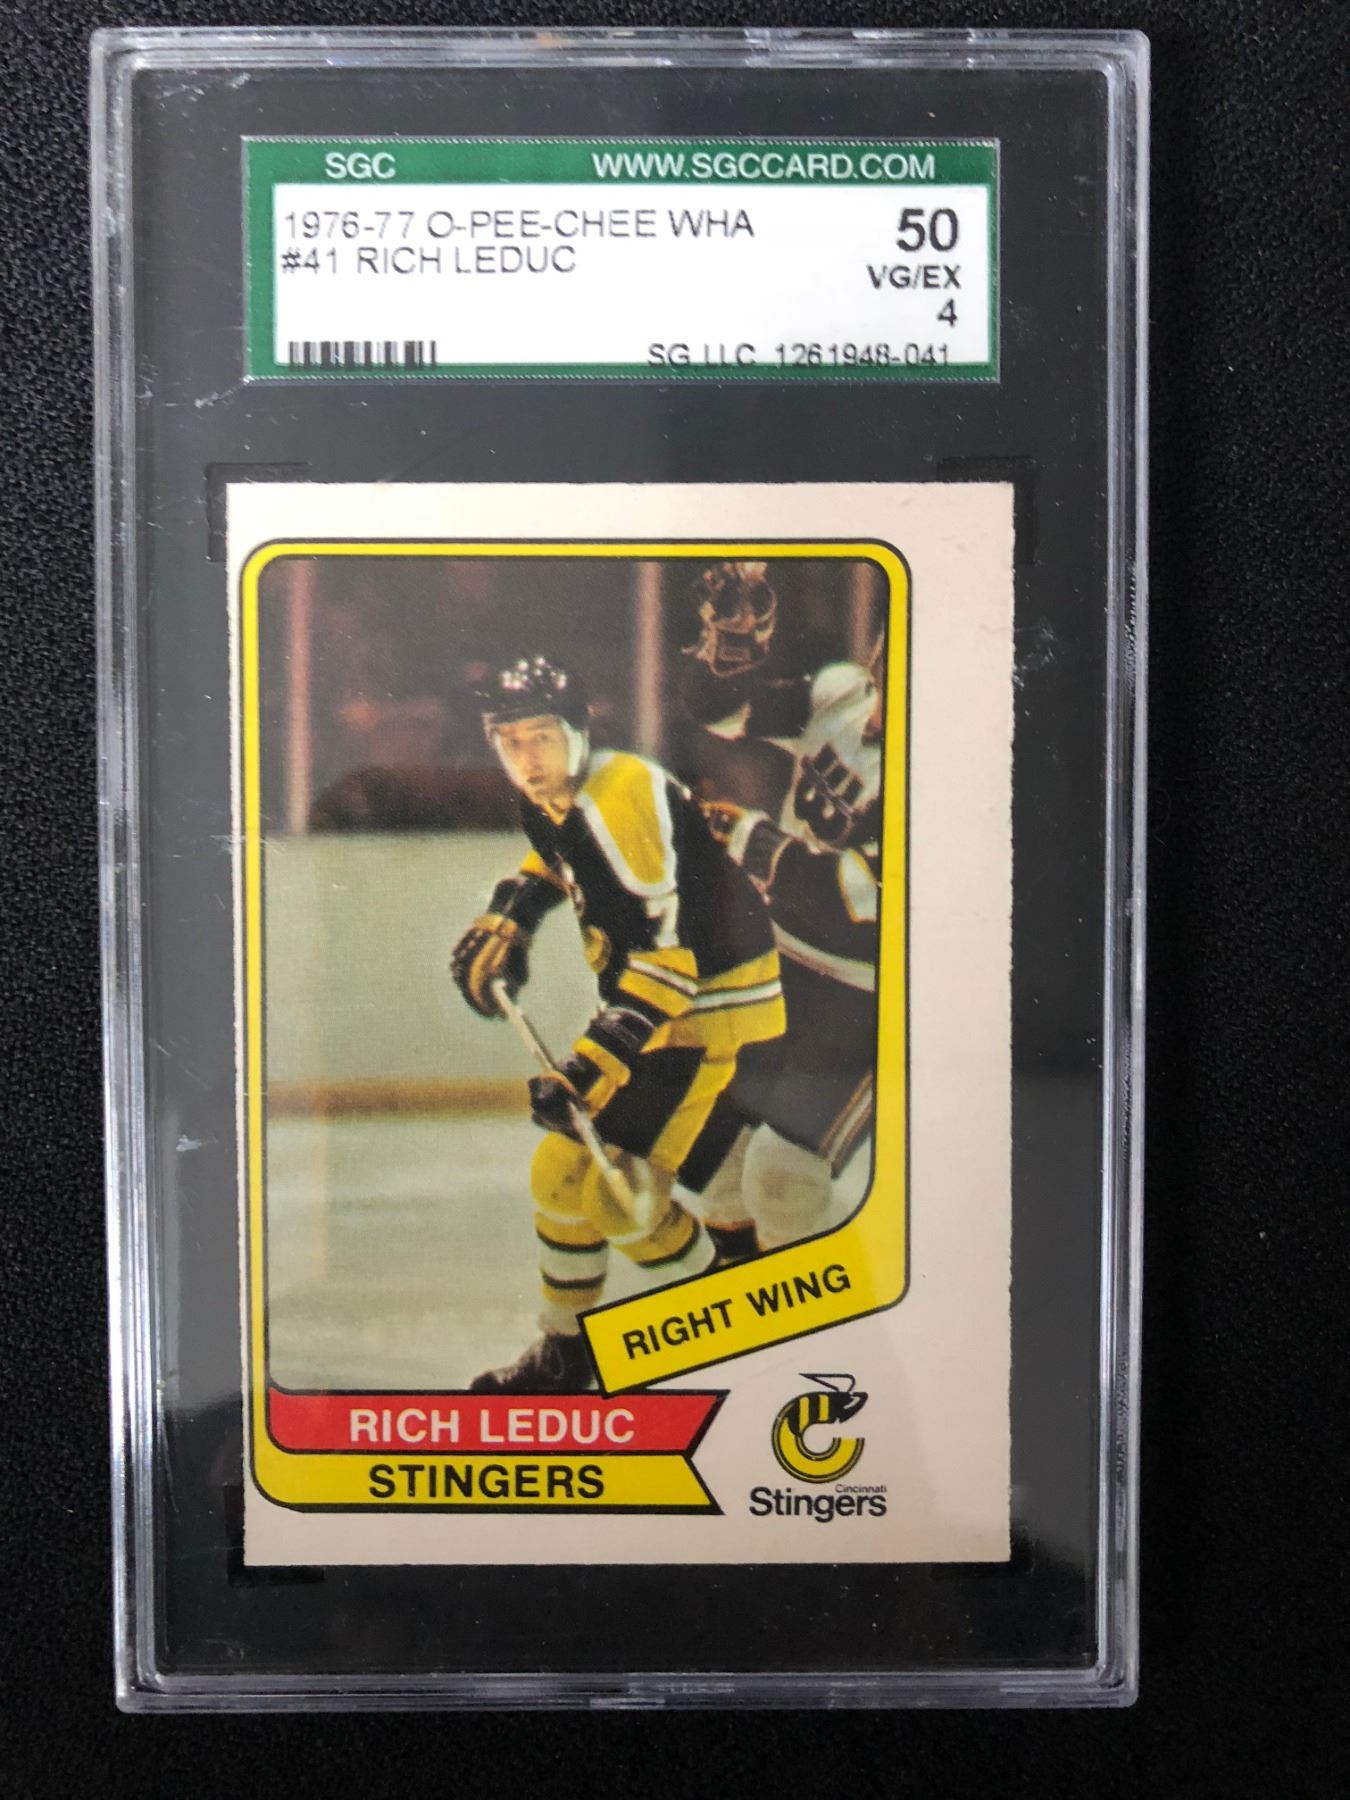 SGC WWW.SGCCARD.COM
1976-77 O-PEE-CHEE WHA 50
#41 RICH LEDUC VG/EX
4
SG LLC 1261948-041
7
RIGHT WING
RICH LEDUC
STINGERS
Cincinnati
Stingers